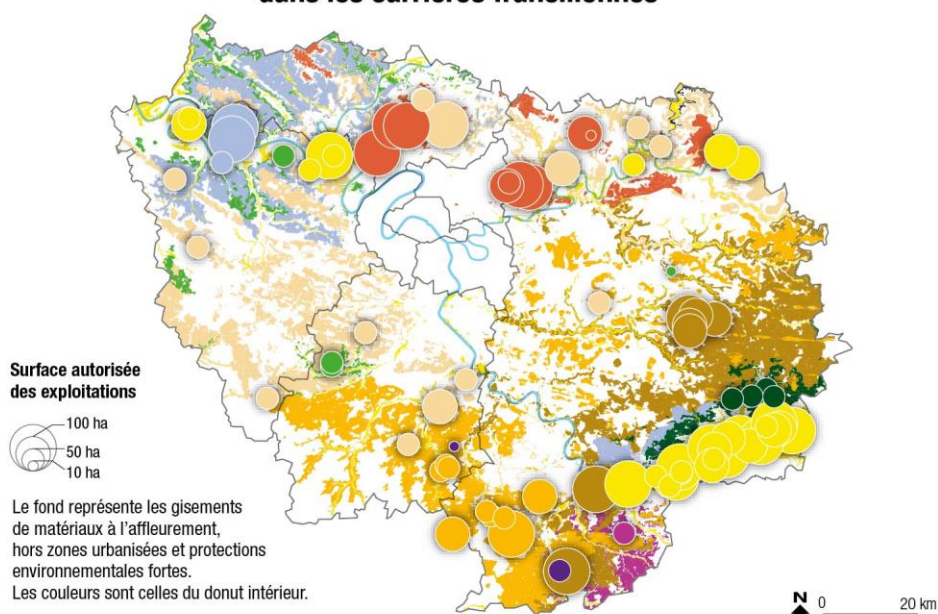 dans les carrières franciliennes
Surface autorisée
des exploitations
100 ha
50 ha
10 ha
Le fond représente les gisements
de matériaux à l'affleurement,
hors zones urbanisées et protections
environnementales fortes.
Les couleurs sont celles du donut intérieur.
N
0 20 km